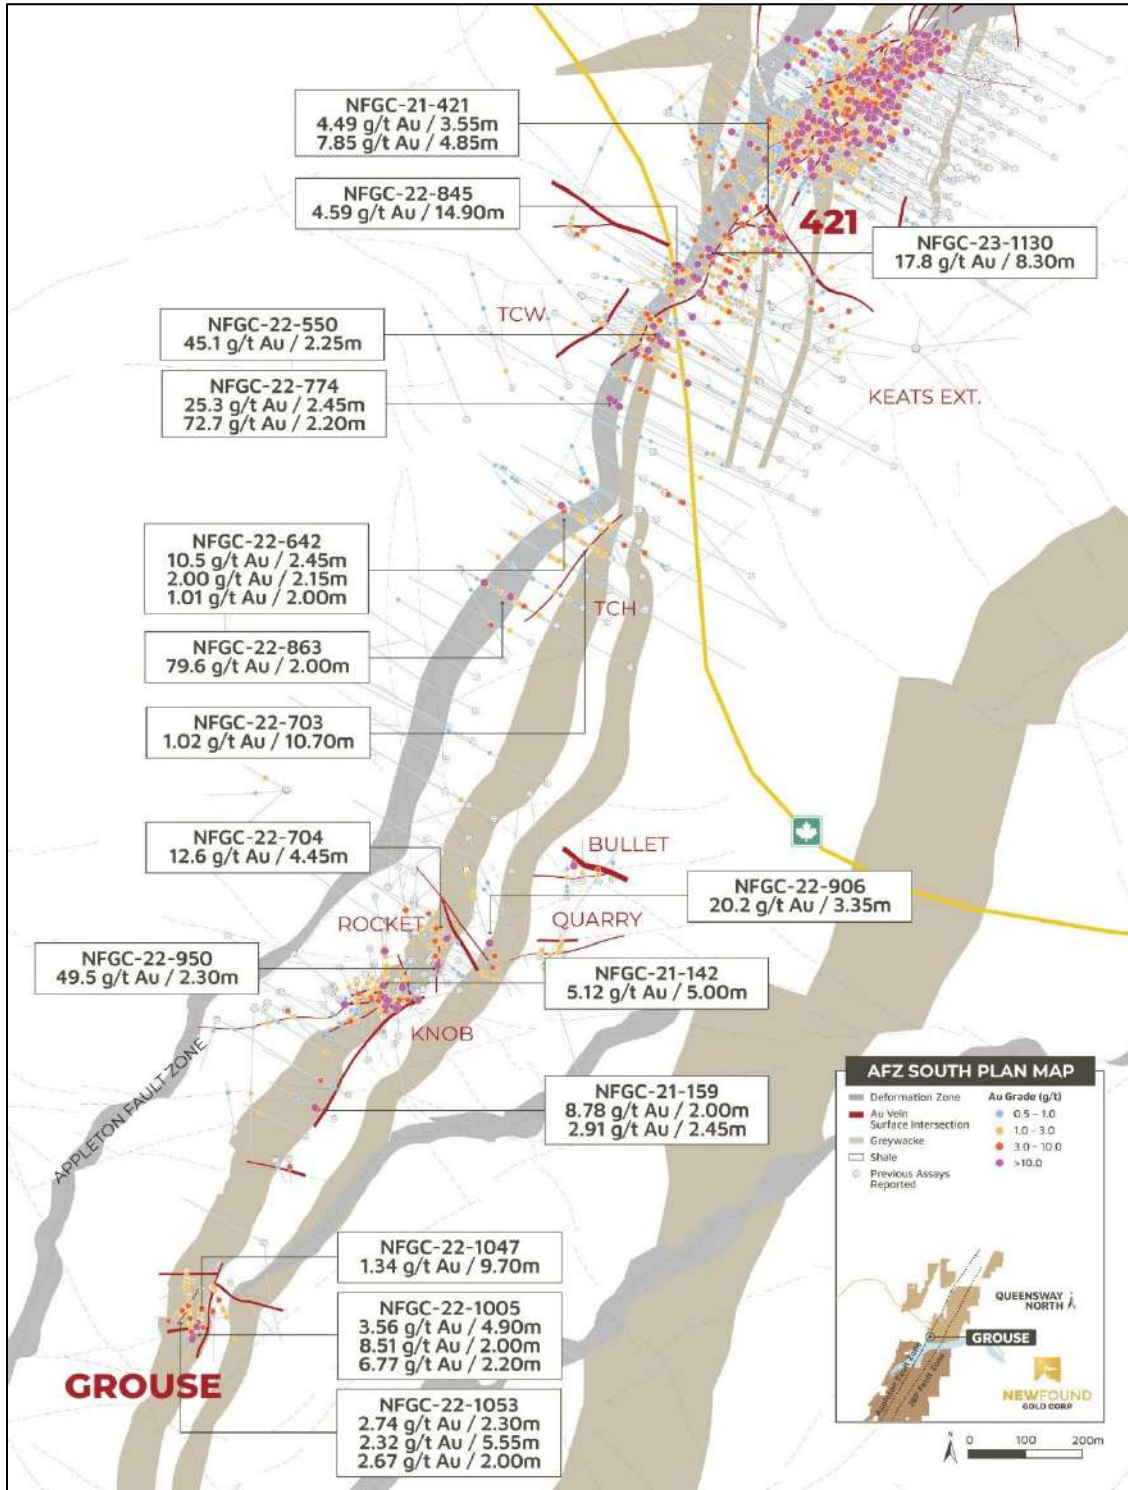 NFGC-21-421
4.49 g/t Au / 3.55m
7.85 g/t Au / 4.85m
NFGC-22-845
4.59 g/t Au / 14.90m
421
NFGC-23-1130
17.8 g/t Au / 8.30m
TCW
NFGC-22-550
45.1 g/t Au / 2.25m
NFGC-22-774
25.3 g/t Au / 2.45m
72.7 g/t Au / 2.20m
KEATS EXT.
NFGC-22-642
10.5 g/t Au / 2.45m
2.00 g/t Au / 2.15m
1.01 g/t Au / 2.00m
TCH
NFGC-22-863
79.6 g/t Au / 2.00m
NFGC-22-703
1.02 g/t Au / 10.70m
NFGC-22-704
12.6 g/t Au / 4.45m
BULLET
NFGC-22-906
20.2 g/t Au / 3.35m
ROCKET
QUARRY
NFGC-22-950
49.5 g/t Au / 2.30m
NFGC-21-142
5.12 g/t Au / 5.00m
KNOB
APPLETON FAULT ZONE
NFGC-21-159
8.78 g/t Au / 2.00m
2.91 g/t Au / 2.45m
NFGC-22-1047
1.34 g/t Au / 9.70m
NFGC-22-1005
3.56 g/t Au / 4.90m
8.51 g/t Au / 2.00m
6.77 g/t Au / 2.20m
GROUSE
NFGC-22-1053
2.74 g/t Au / 2.30m
2.32 g/t Au / 5.55m
2.67 g/t Au / 2.00m
AFZ SOUTH PLAN MAP
Deformation Zone
Au Vein
Surface Intersection
Greywacke
Shale
Previous Assays
Reported
Au Grade (g/t)
0.5 - 1.0
1.0 - 3.0
3.0 - 10.0
>10.0
QUEENSWAY
NORTH
GROUSE
Appleton Fault Zone
JBP Fault Zone
NEWFOUND
GOLD CORP
N
0 100 200m